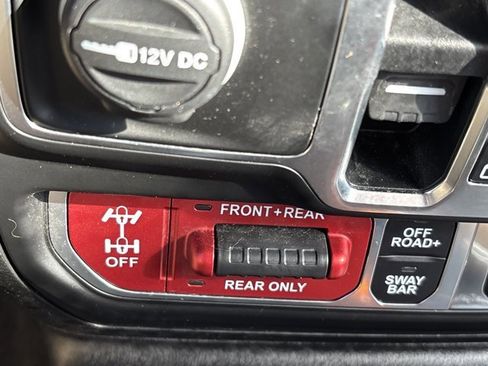 12V DC
FRONT+REAR
OFF
REAR ONLY
OFF
ROAD+
SWAY
BAR